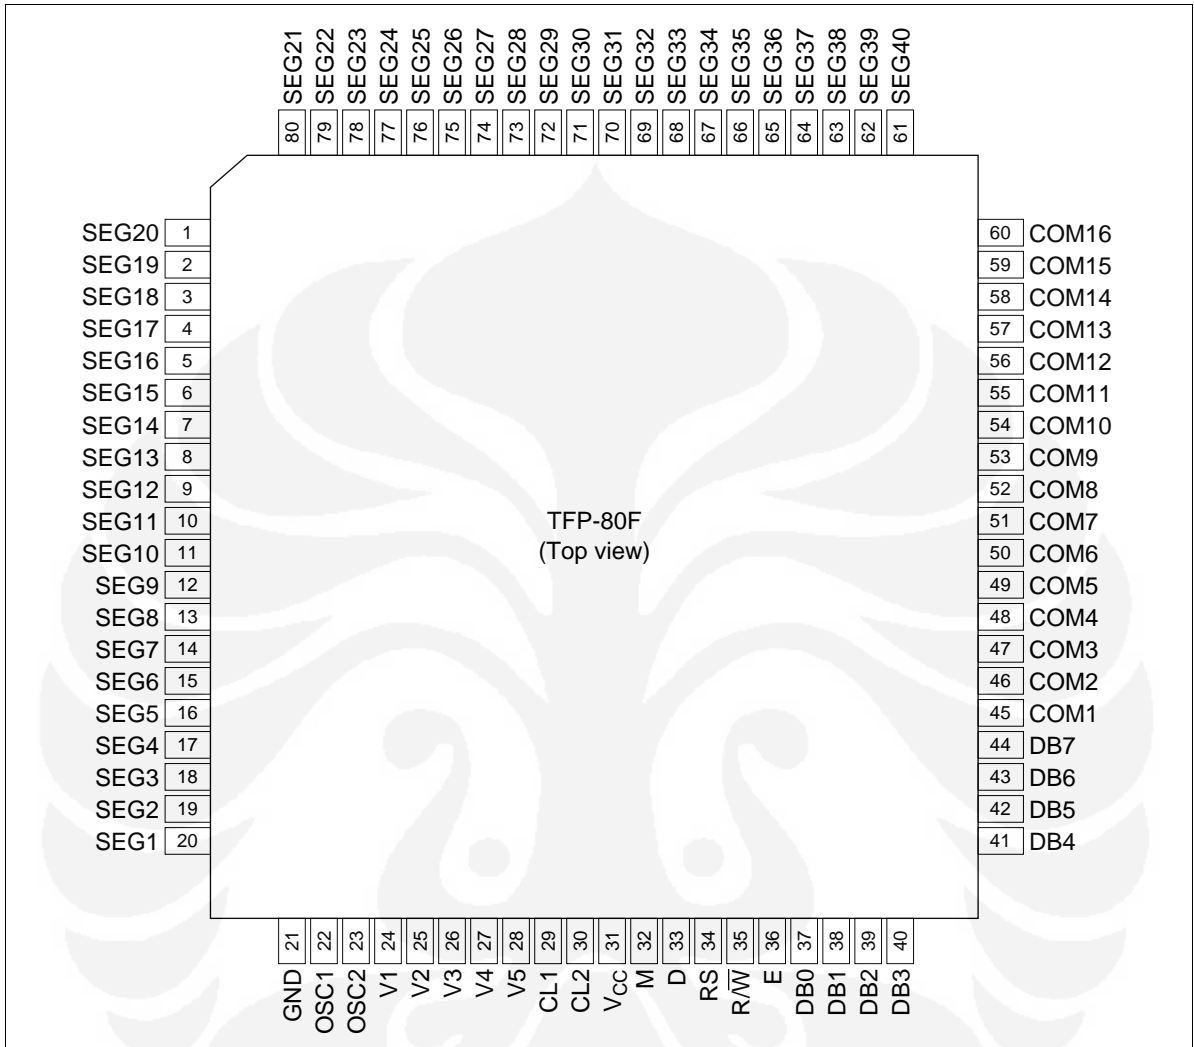 SEG21 SEG22 SEG23 SEG24 SEG25 SEG26 SEG27 SEG28 SEG29 SEG30 SEG31 SEG32 SEG33 SEG34 SEG35 SEG36 SEG37 SEG38 SEG39 SEG40
80 79 78 77 76 75 74 73 72 71 70 69 68 67 66 65 64 63 62 61
SEG20 1 60 COM16
SEG19 2 59 COM15
SEG18 3 58 COM14
SEG17 4 57 COM13
SEG16 5 56 COM12
SEG15 6 55 COM11
SEG14 7 54 COM10
SEG13 8 53 COM9
SEG12 9 52 COM8
SEG11 10 TFP-80F 51 COM7
SEG10 11 (Top view) 50 COM6
SEG9 12 49 COM5
SEG8 13 48 COM4
SEG7 14 47 COM3
SEG6 15 46 COM2
SEG5 16 45 COM1
SEG4 17 44 DB7
SEG3 18 43 DB6
SEG2 19 42 DB5
SEG1 20 41 DB4
21 22 23 24 25 26 27 28 29 30 31 32 33 34 35 36 37 38 39 40
GND OSC1 OSC2 V1 V2 V3 V4 V5 CL1 CL2 VCC M D RS R/W̅ E DB0 DB1 DB2 DB3